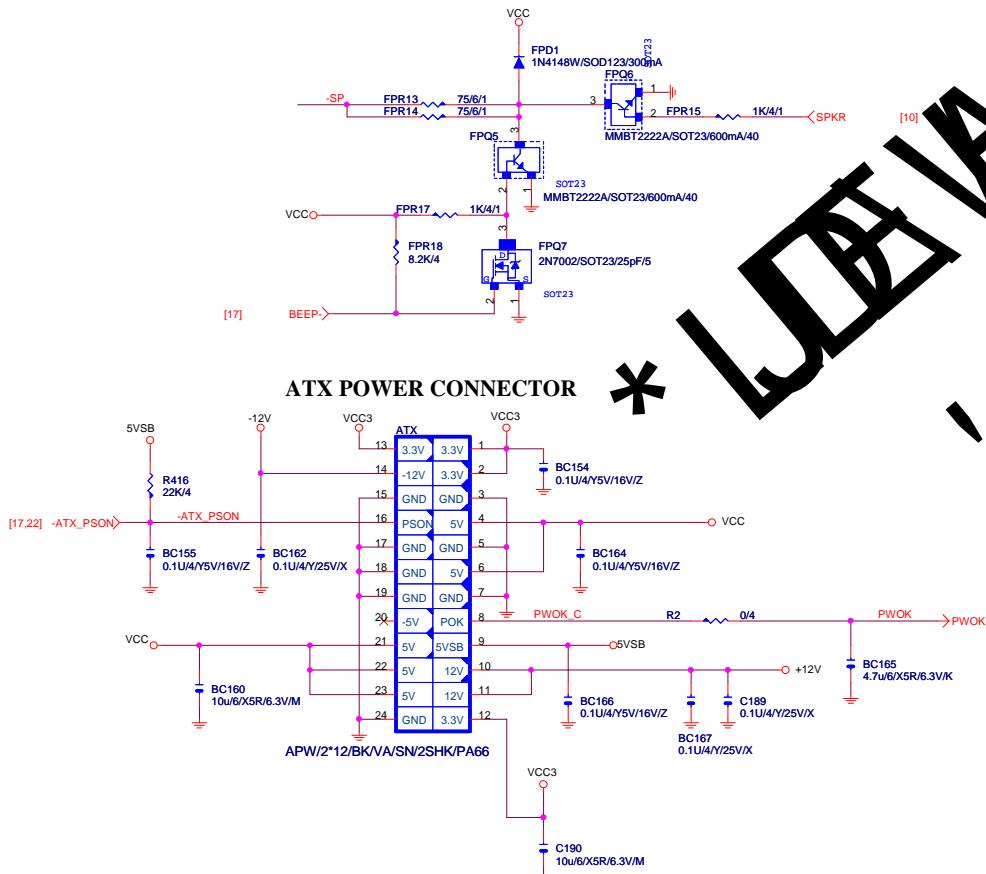 VCC
FPD1
1N4148W/SOD123/300mA
SOT23
FPQ6
-SP
FPR13 75/6/1
FPR14 75/6/1
3
1
2
FPR15 1K/4/1
SPKR
[10]
MMBT2222A/SOT23/600mA/40
FPQ5
3
2
1
SOT23
MMBT2222A/SOT23/600mA/40
VCC
FPR17 1K/4/1
FPR18
8.2K/4
3
D
G
S
FPQ7
2N7002/SOT23/25pF/5
2
1
SOT23
[17] BEEP-
ATX POWER CONNECTOR
5VSB
-12V
VCC3
ATX
VCC3
13 3.3V 3.3V 1
14 -12V 3.3V 2
15 GND GND 3
16 PSON 5V 4
17 GND GND 5
18 GND 5V 6
19 GND GND 7
20 -5V POK 8
21 5V 5VSB 9
22 5V 12V 10
23 5V 12V 11
24 GND 3.3V 12
R416
22K/4
[17,22] -ATX_PSON
-ATX_PSON
BC155
0.1U/4/Y5V/16V/Z
BC162
0.1U/4/Y/25V/X
BC154
0.1U/4/Y5V/16V/Z
VCC
BC164
0.1U/4/Y5V/16V/Z
PWOK_C
R2 0/4
PWOK
PWOK
VCC
5VSB
+12V
BC165
4.7u/6/X5R/6.3V/K
BC160
10u/6/X5R/6.3V/M
BC166
0.1U/4/Y5V/16V/Z
BC167
0.1U/4/Y/25V/X
C189
0.1U/4/Y/25V/X
APW/2*12/BK/VA/SN/2SHK/PA66
VCC3
C190
10u/6/X5R/6.3V/M